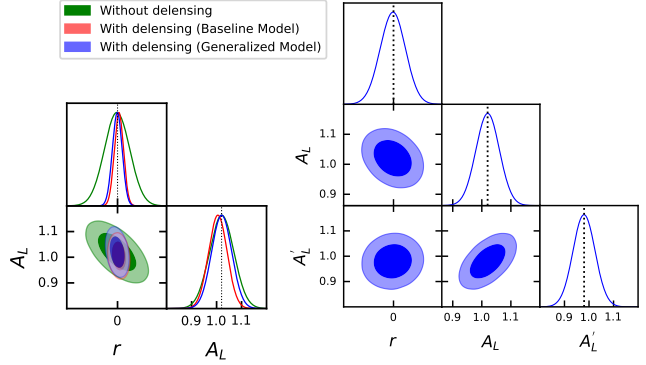 Without delensing
With delensing (Baseline Model)
With delensing (Generalized Model)
A_L
1.1
1.0
0.9
0
r
0.9 1.0 1.1
A_L
A_L
1.1
1.0
0.9
A_L'
1.1
1.0
0.9
0
r
0.9 1.0 1.1
A_L
0.9 1.0 1.1
A_L'